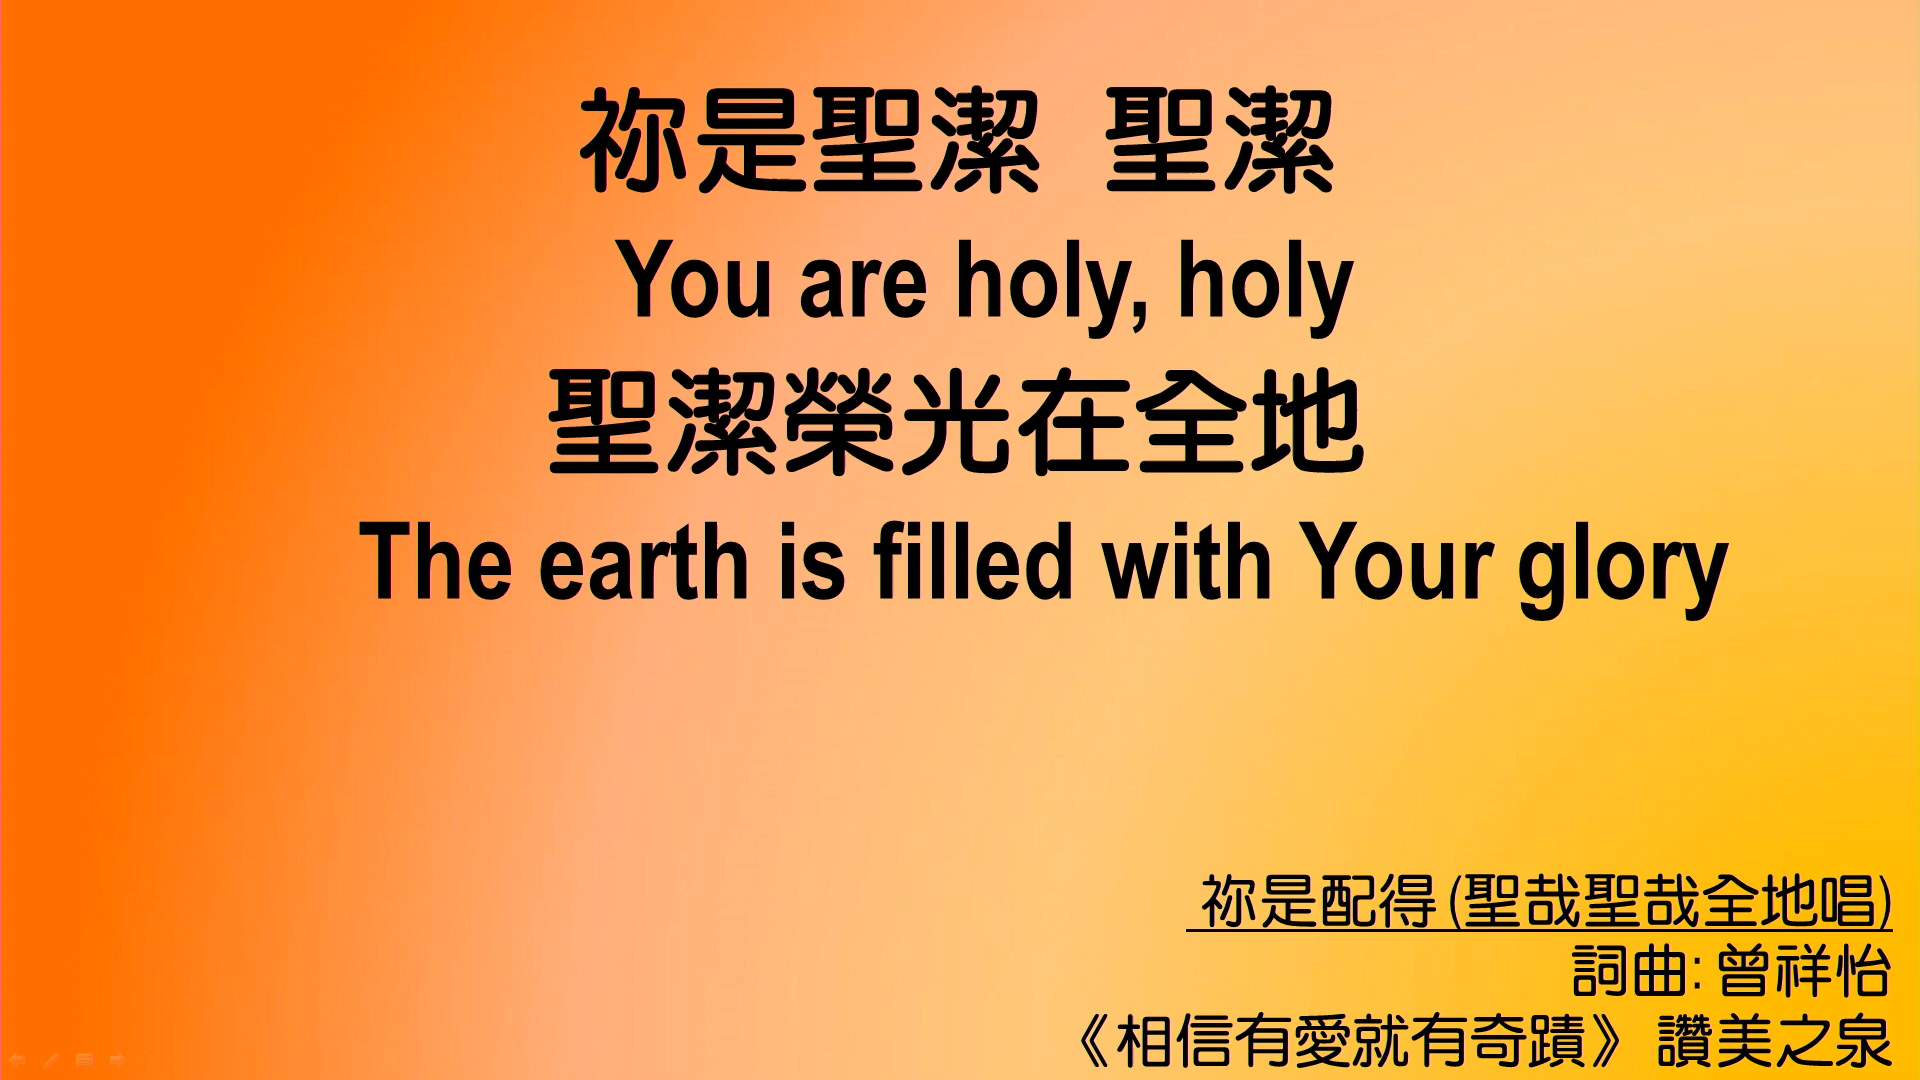 祢是聖潔 聖潔
You are holy, holy
聖潔榮光在全地
The earth is filled with Your glory
祢是配得 (聖哉聖哉全地唱)
詞曲: 曾祥怡
《相信有愛就有奇蹟》 讚美之泉